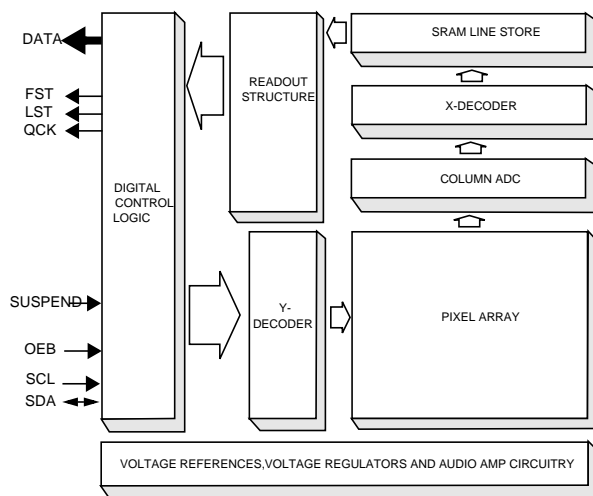 DATA
FST
LST
QCK
SUSPEND
OEB
SCL
SDA
DIGITAL
CONTROL
LOGIC
READOUT
STRUCTURE
Y-
DECODER
SRAM LINE STORE
X-DECODER
COLUMN ADC
PIXEL ARRAY
VOLTAGE REFERENCES,VOLTAGE REGULATORS AND AUDIO AMP CIRCUITRY